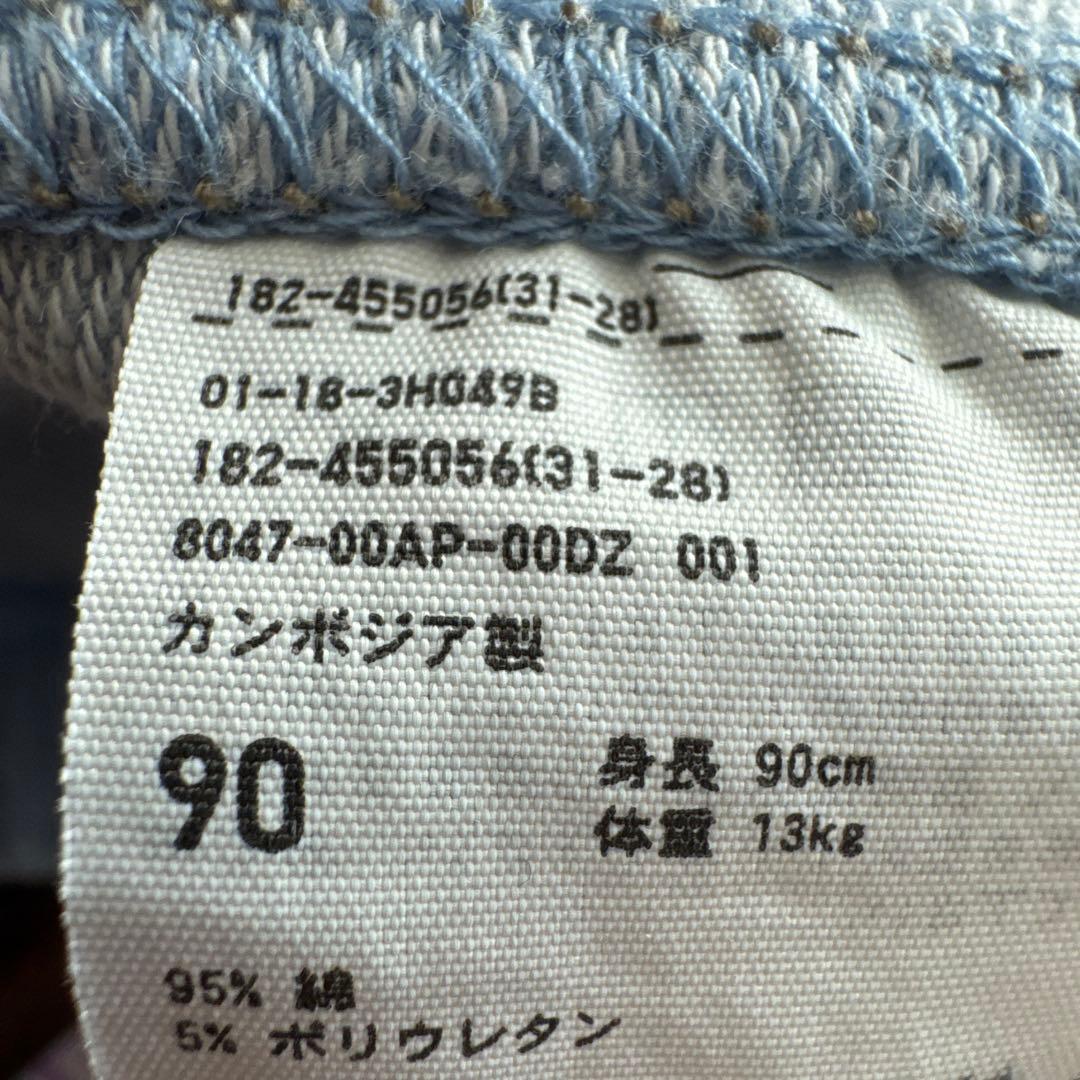 182-455056(31-28)
01-18-3H049B
182-455056(31-28)
8047-00AP-00DZ 001
カンボジア製
90
身長 90cm
体重 13kg
95% 綿
5% ポリウレタン